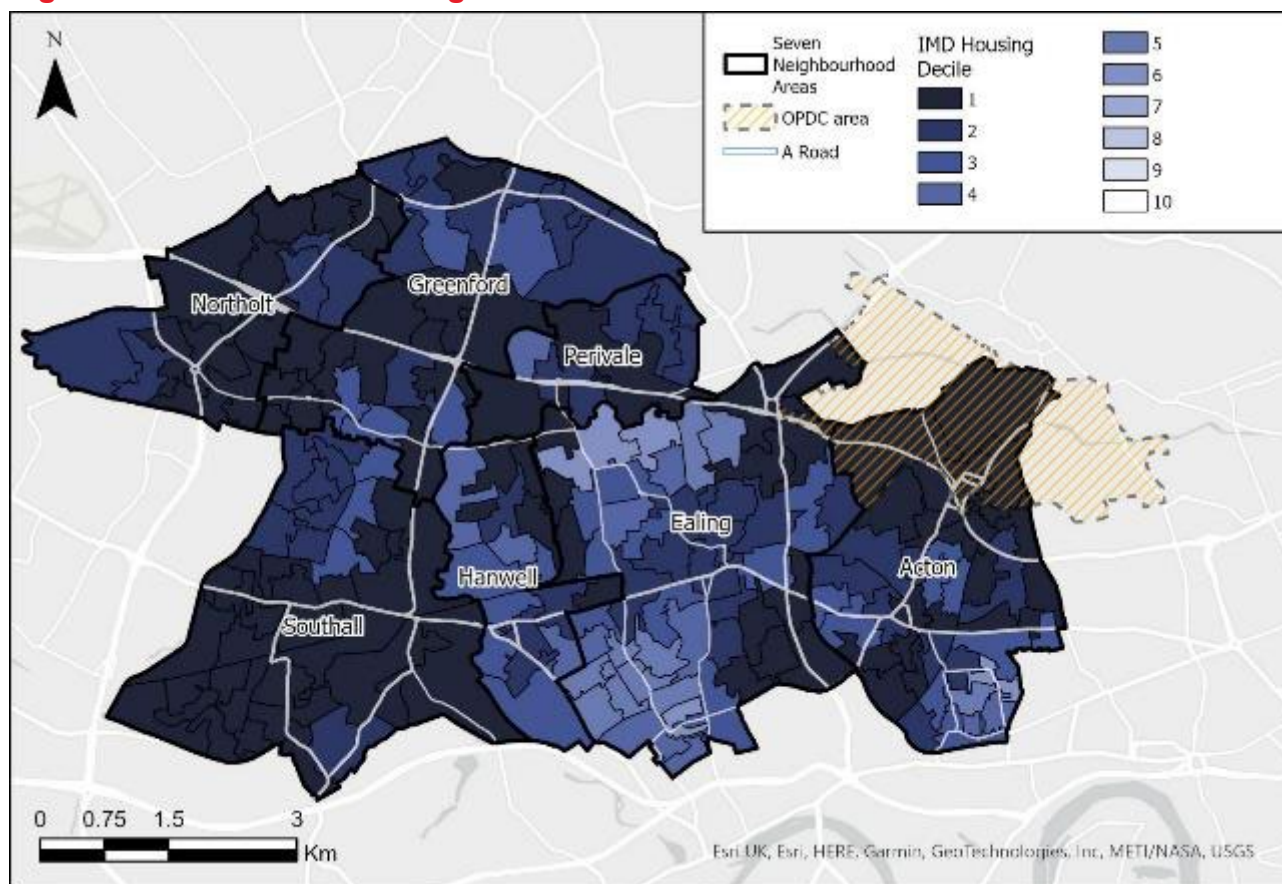 N
Seven
Neighbourhood
Areas
OPDC area
A Road
IMD Housing
Decile
1
2
3
4
5
6
7
8
9
10
Northolt
Greenford
Perivale
Ealing
Acton
Hanwell
Southall
0 0.75 1.5 3
Km
Esri UK, Esri, HERE, Garmin, GeoTechnologies, Inc, METI/NASA, USGS